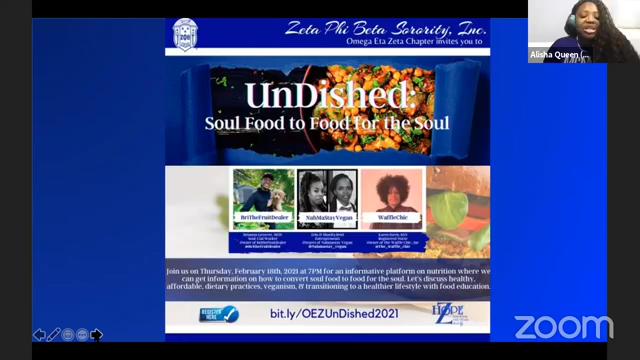 Zeta Phi Beta Sorority, Inc.
Omega Eta Zeta Chapter invites you to
Alisha Queen (
UnDished:
Soul Food to Food for the Soul
BriTheFruitDealer
NahMaStayVegan
WaffleChic
Join us on Thursday, February 18th, 2021 at 7PM for an informative platform on nutrition where we
can get information on how to convert soul food to food for the soul. Let's discuss healthy,
affordable, dietary practices, veganism, & transitioning to a healthier lifestyle with food education.
REGISTER
HERE
bit.ly/OEZUnDished2021
HOPE
zoom